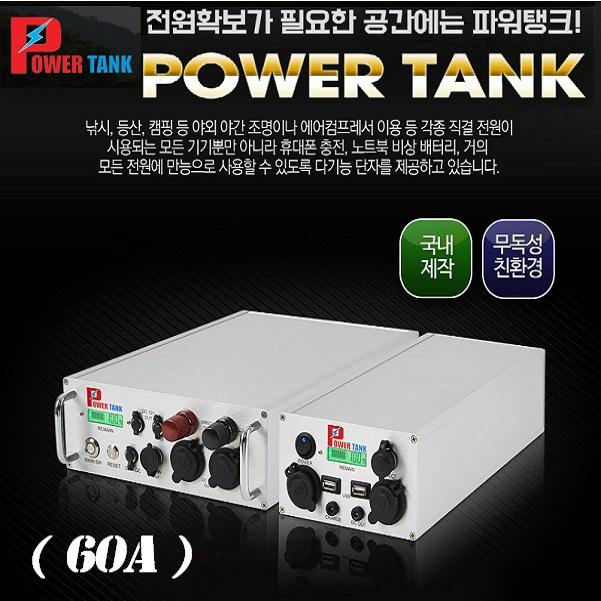 전원확보가 필요한 공간에는 파워탱크!
POWER TANK
POWER TANK
낚시, 등산, 캠핑 등 야외 야간 조명이나 에어컴프레서 이용 등 각종 직결 전원이
시용되는 모든 기기뿐만 아니라 휴대폰 충전, 노트북 비상 배터리, 거의
모든 전원에 만능으로 사용할 수 있도록 다기능 단자를 제공하고 있습니다.
국내
제작
무독성
친환경
POWER TANK
DC 12V
OUT
100%
REMAIN
MAIN SW
RESET
POWER TANK
POWER
100%
REMAIN
USB
CHARGE
DC OUT
( 60A )